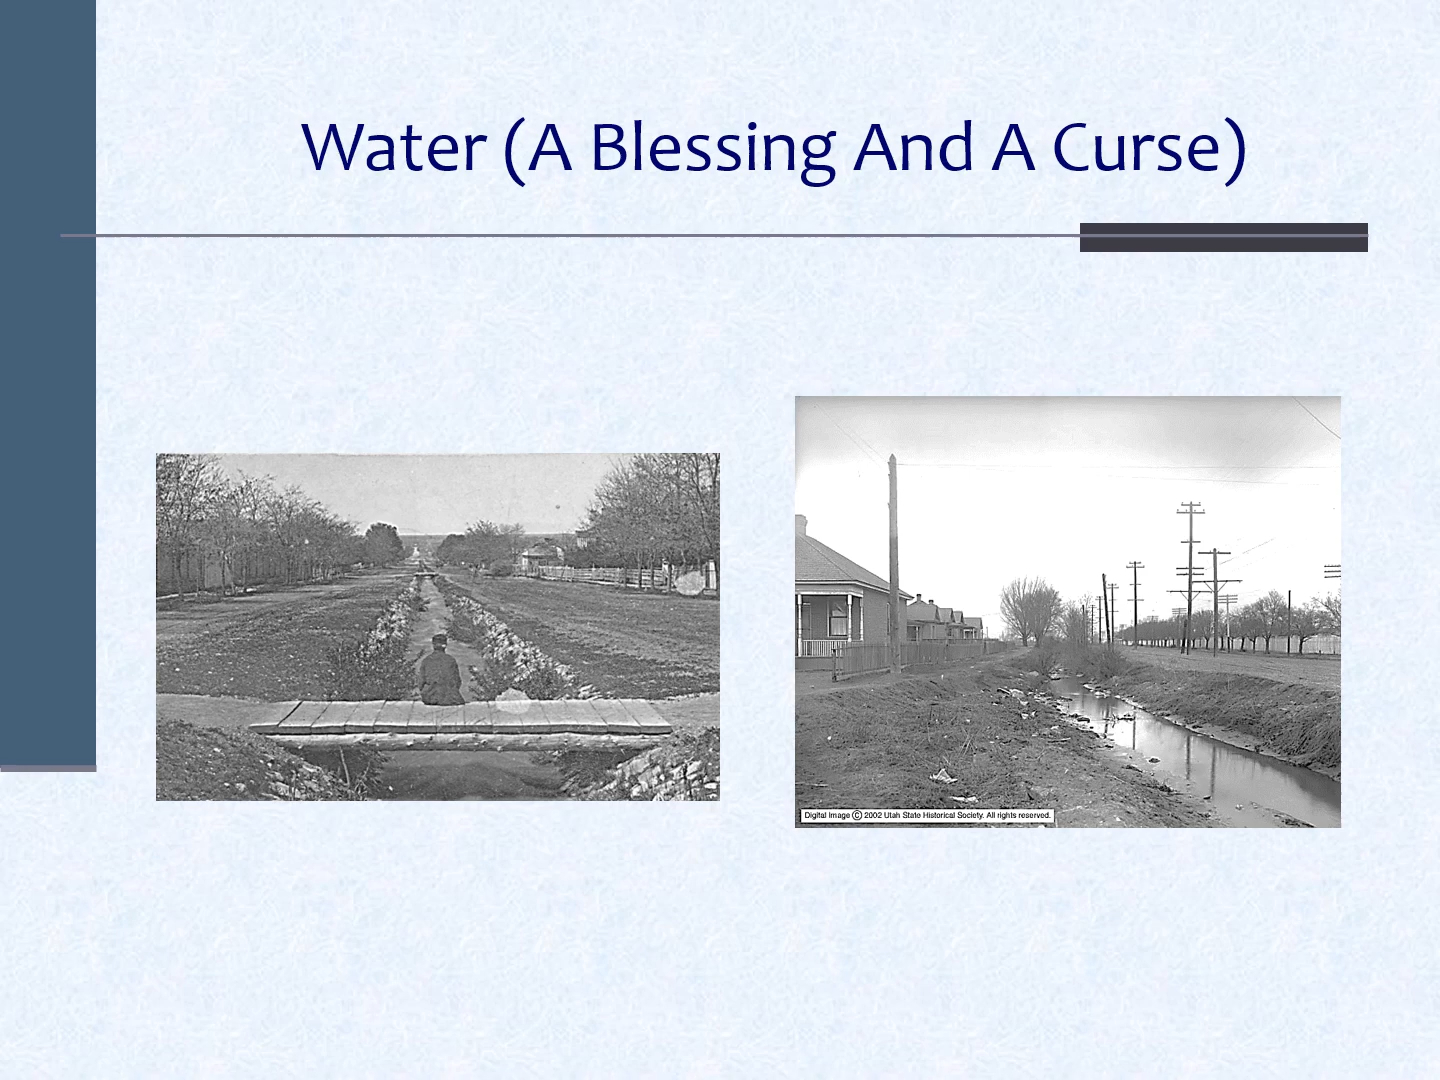 Water (A Blessing And A Curse)
Digital Image © 2002 Utah State Historical Society. All rights reserved.